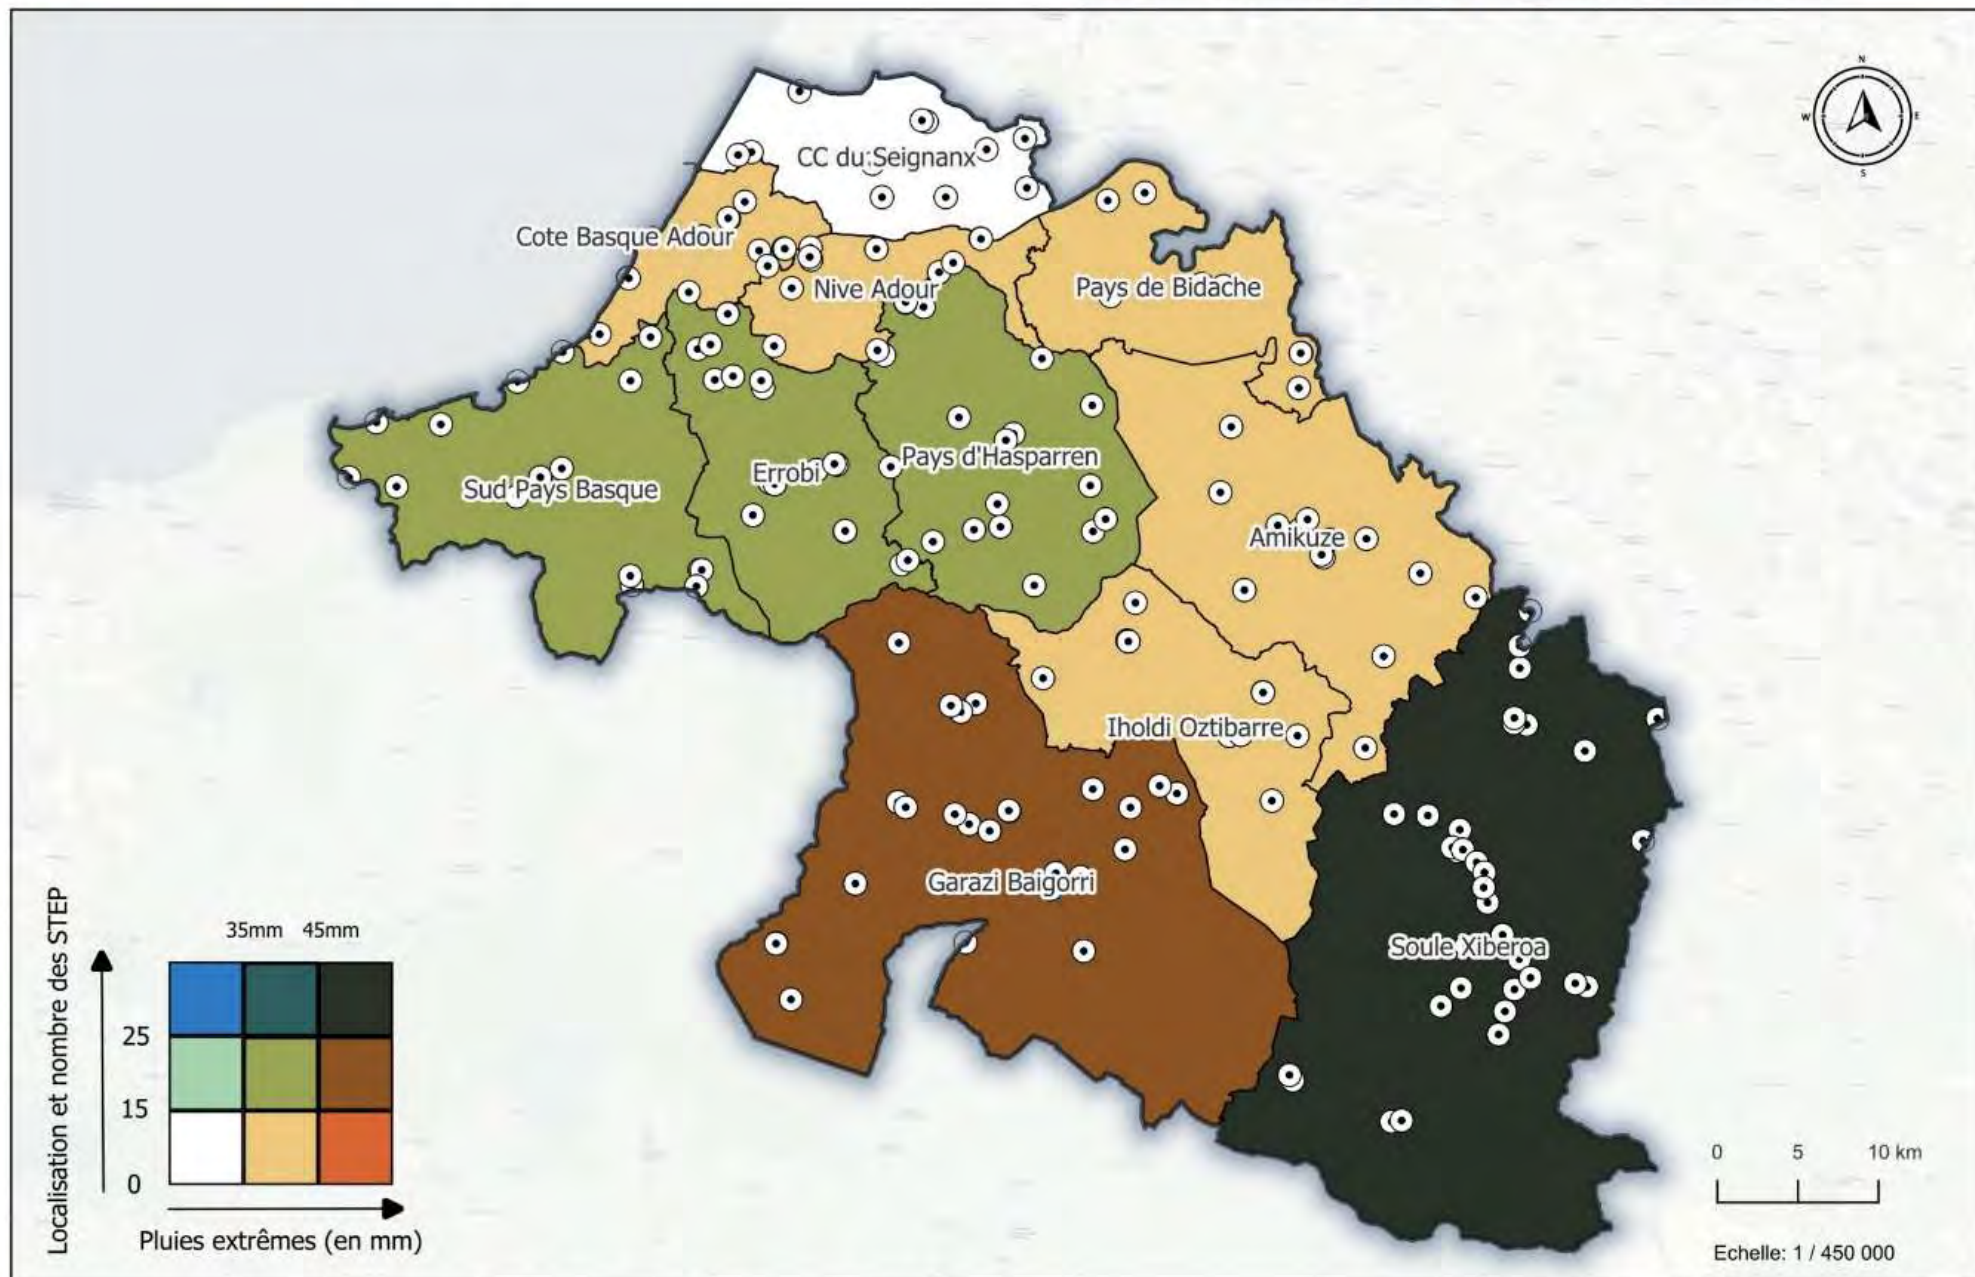 N
W
E
S
CC du Seignanx
Cote Basque Adour
Nive Adour
Pays de Bidache
Pays d'Hasparren
Errobi
Sud Pays Basque
Amikuze
Iholdi Oztibarre
Garazi Baigorri
Soule Xiberoa
Localisation et nombre des STEP
35mm 45mm
25
15
0
Pluies extrêmes (en mm)
0 5 10 km
Echelle: 1 / 450 000